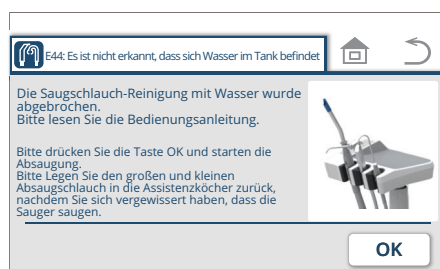 E44: Es ist nicht erkannt, dass sich Wasser im Tank befindet
Die Saugschlauch-Reinigung mit Wasser wurde
abgebrochen.
Bitte lesen Sie die Bedienungsanleitung.
Bitte drücken Sie die Taste OK und starten die
Absaugung.
Bitte Legen Sie den großen und kleinen
Absaugschlauch in die Assistenzköcher zurück,
nachdem Sie sich vergewissert haben, dass die
Sauger saugen.
OK